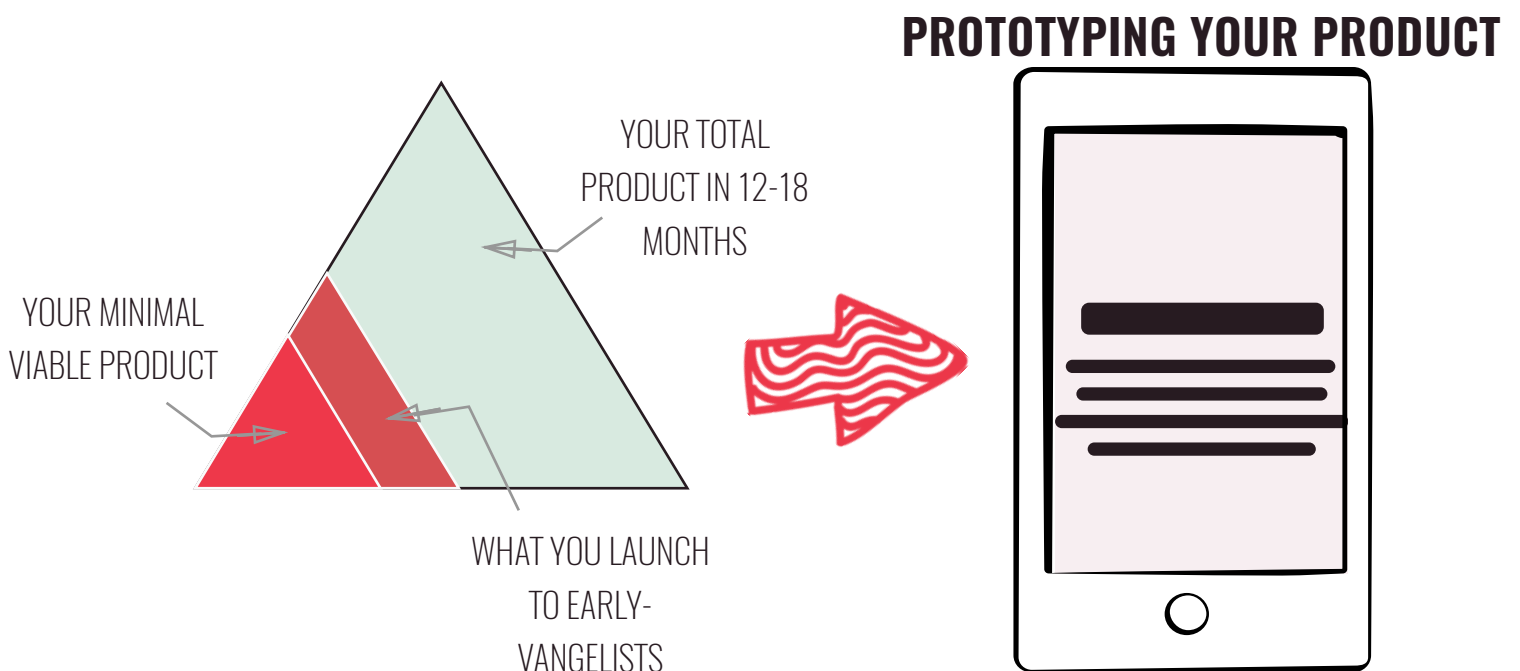 PROTOTYPING YOUR PRODUCT
YOUR TOTAL
PRODUCT IN 12-18
MONTHS
YOUR MINIMAL
VIABLE PRODUCT
WHAT YOU LAUNCH
TO EARLY-
VANGELISTS